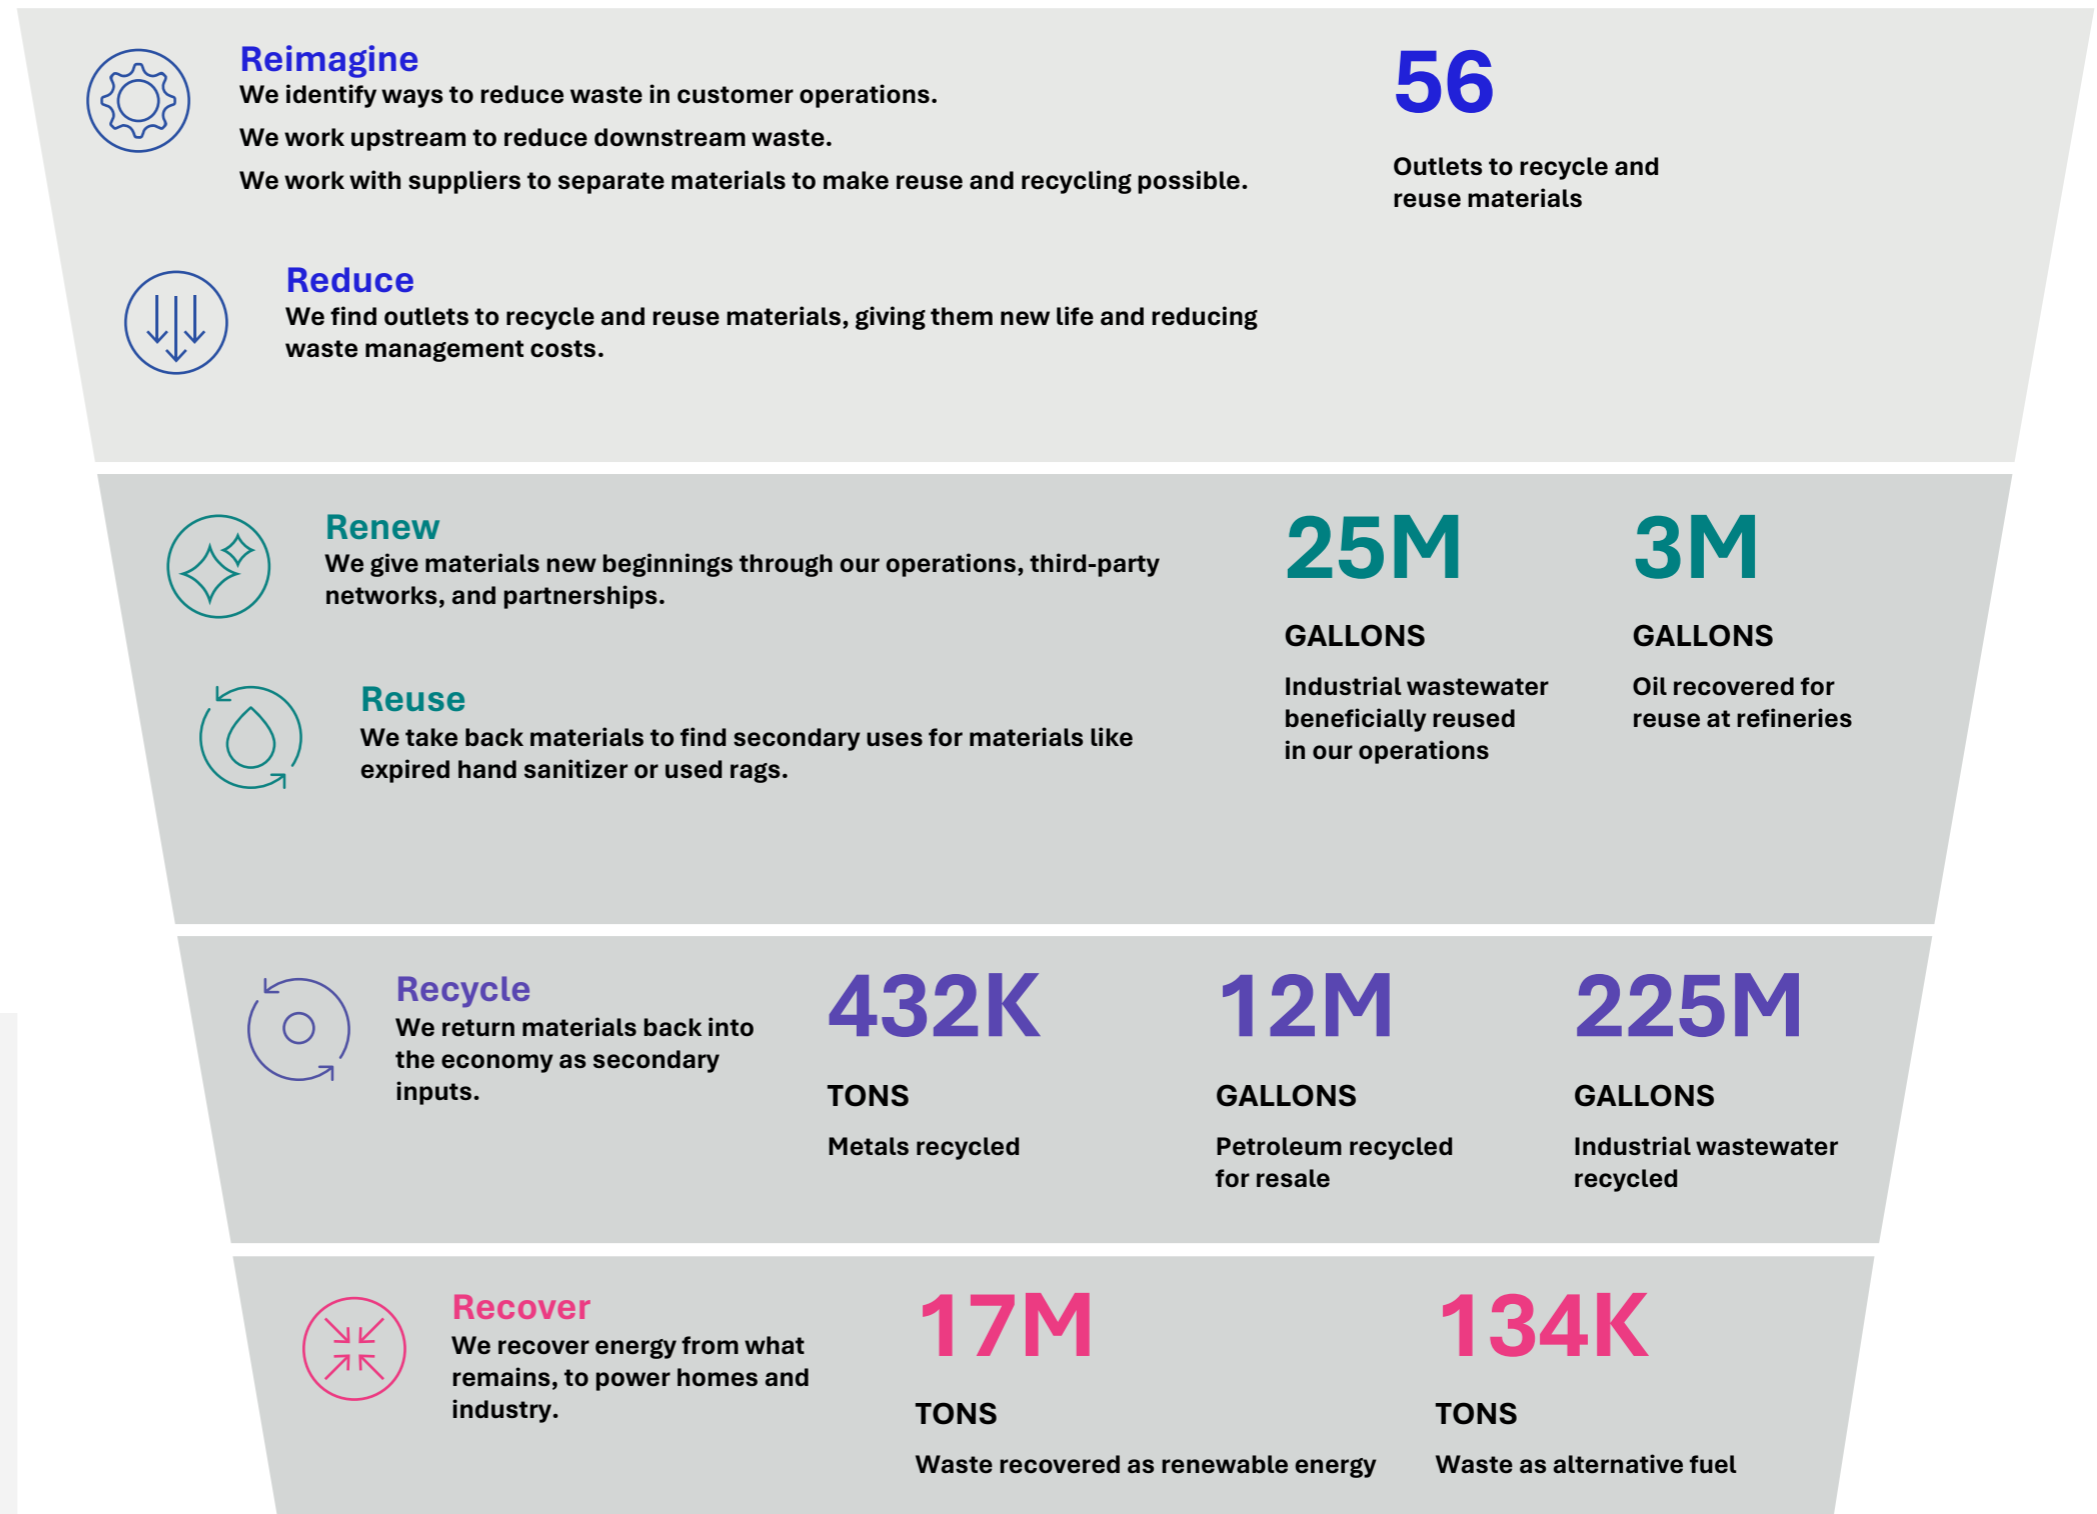 Reimagine
We identify ways to reduce waste in customer operations.
We work upstream to reduce downstream waste.
We work with suppliers to separate materials to make reuse and recycling possible.
56
Outlets to recycle and
reuse materials
Reduce
We find outlets to recycle and reuse materials, giving them new life and reducing
waste management costs.
Renew
We give materials new beginnings through our operations, third-party
networks, and partnerships.
Reuse
We take back materials to find secondary uses for materials like
expired hand sanitizer or used rags.
25M
GALLONS
Industrial wastewater
beneficially reused
in our operations
3M
GALLONS
Oil recovered for
reuse at refineries
Recycle
We return materials back into
the economy as secondary
inputs.
432K
TONS
Metals recycled
12M
GALLONS
Petroleum recycled
for resale
225M
GALLONS
Industrial wastewater
recycled
Recover
We recover energy from what
remains, to power homes and
industry.
17M
TONS
Waste recovered as renewable energy
134K
TONS
Waste as alternative fuel